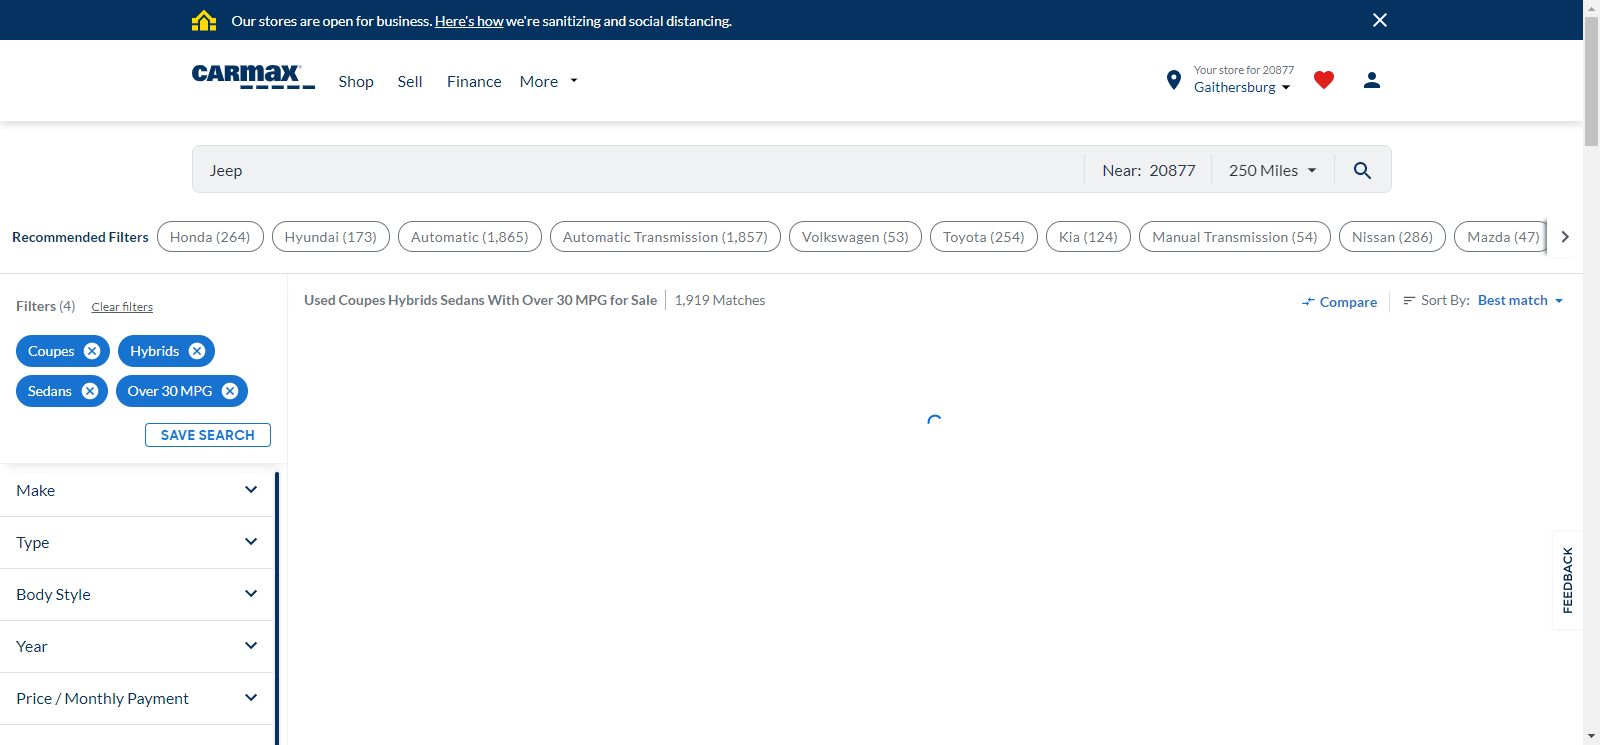 Our stores are open for business. Here's how we're sanitizing and social distancing.
CARMAX
Shop Sell Finance More
Your store for 20877
Gaithersburg
Jeep Near: 20877 250 Miles
Recommended Filters Honda (264) Hyundai (173) Automatic (1,865) Automatic Transmission (1,857) Volkswagen (53) Toyota (254) Kia (124) Manual Transmission (54) Nissan (286) Mazda (47)
Filters (4) Clear filters
Used Coupes Hybrids Sedans With Over 30 MPG for Sale 1,919 Matches
Compare Sort By: Best match
Coupes Hybrids
Sedans Over 30 MPG
SAVE SEARCH
Make
Type
Body Style
Year
Price / Monthly Payment
FEEDBACK